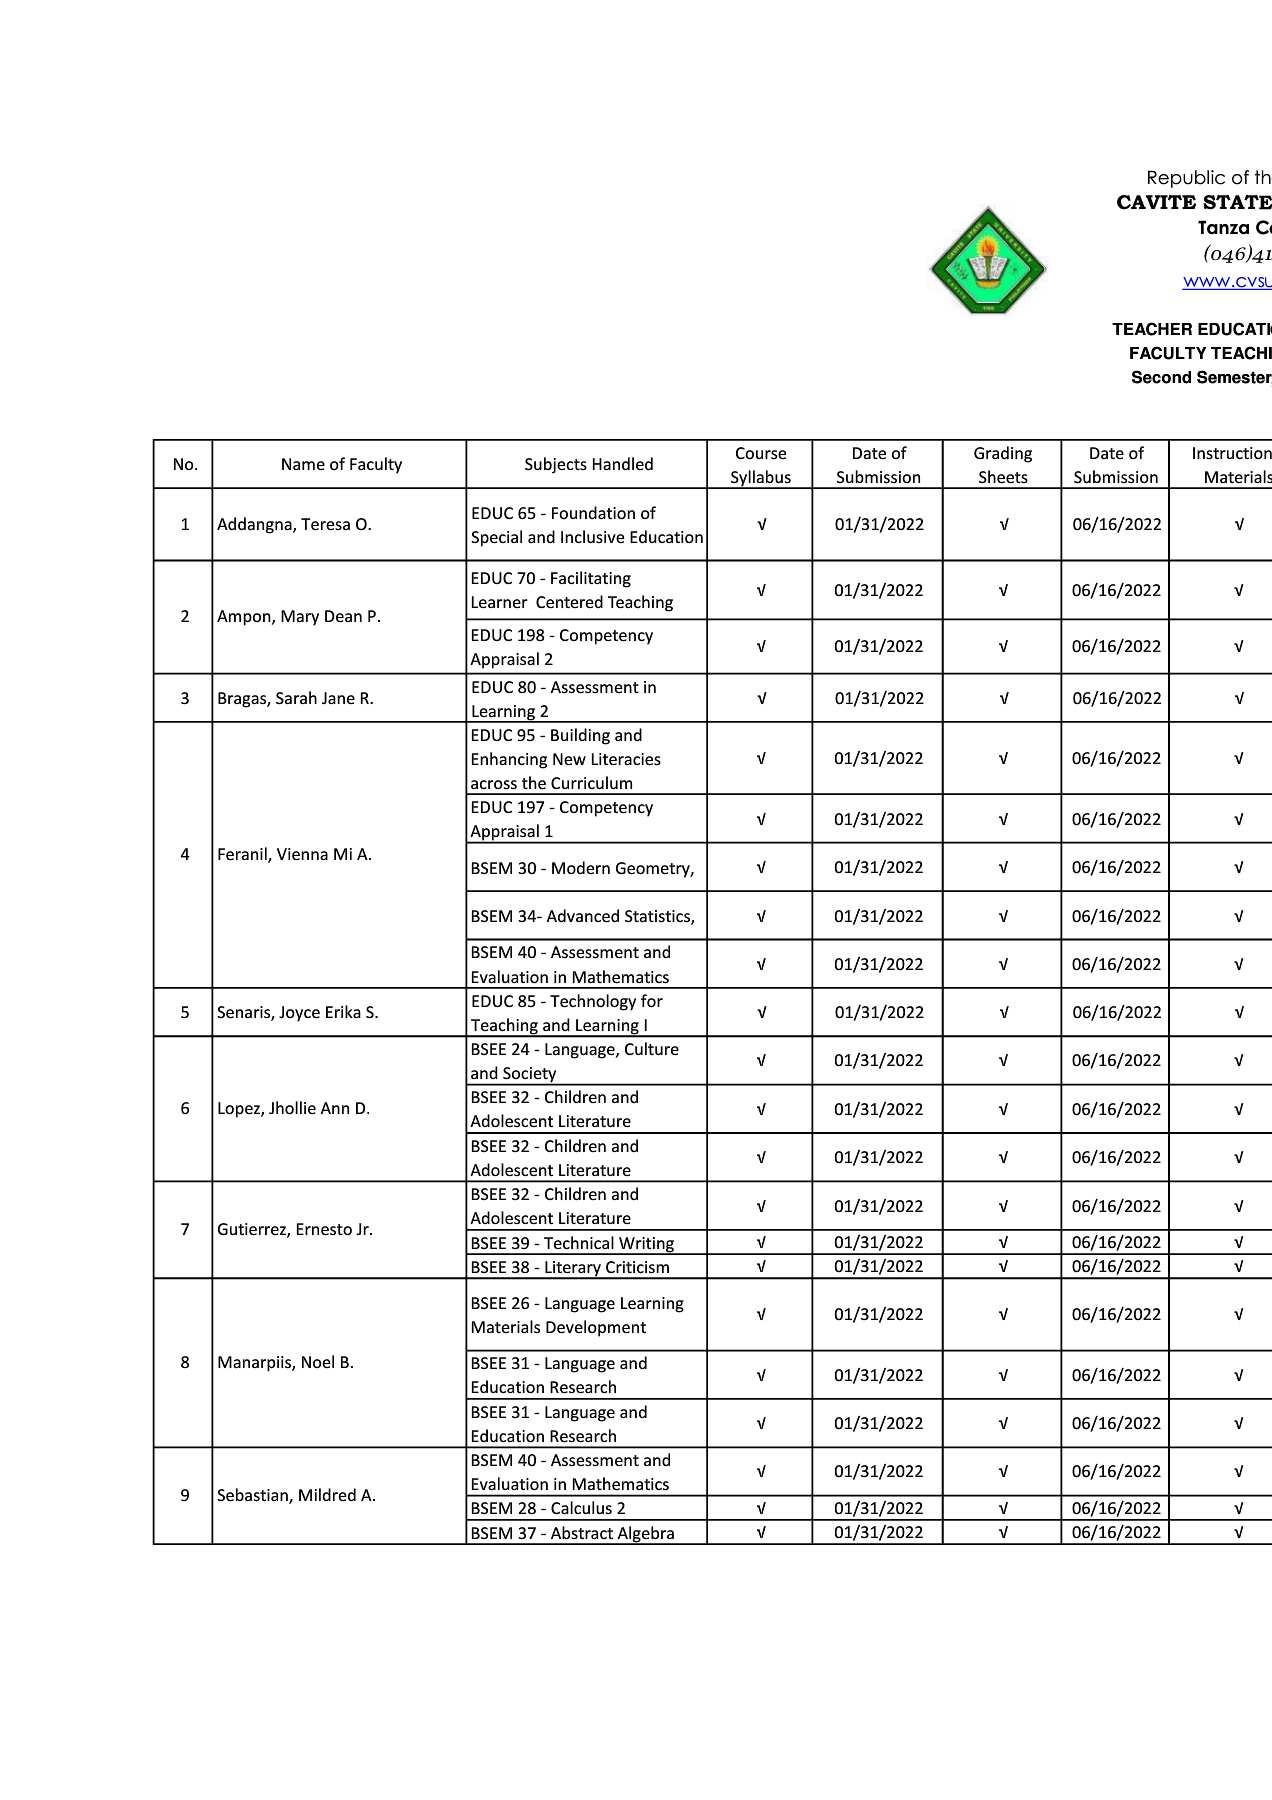 Republic of th
CAVITE STATE
Tanza C
(046)41
www.cvsu
TEACHER EDUCATI
FACULTY TEACHI
Second Semester,
CAVITE STATE UNIVERSITY
CAVITE
PHILIPPINES
No. Name of Faculty Subjects Handled Course Syllabus Date of Submission Grading Sheets Date of Submission Instruction Materials
1 Addangna, Teresa O. EDUC 65 - Foundation of Special and Inclusive Education √ 01/31/2022 √ 06/16/2022 √
2 Ampon, Mary Dean P. EDUC 70 - Facilitating Learner Centered Teaching √ 01/31/2022 √ 06/16/2022 √
EDUC 198 - Competency Appraisal 2 √ 01/31/2022 √ 06/16/2022 √
3 Bragas, Sarah Jane R. EDUC 80 - Assessment in Learning 2 √ 01/31/2022 √ 06/16/2022 √
4 Feranil, Vienna Mi A. EDUC 95 - Building and Enhancing New Literacies across the Curriculum √ 01/31/2022 √ 06/16/2022 √
EDUC 197 - Competency Appraisal 1 √ 01/31/2022 √ 06/16/2022 √
BSEM 30 - Modern Geometry, √ 01/31/2022 √ 06/16/2022 √
BSEM 34- Advanced Statistics, √ 01/31/2022 √ 06/16/2022 √
BSEM 40 - Assessment and Evaluation in Mathematics √ 01/31/2022 √ 06/16/2022 √
5 Senaris, Joyce Erika S. EDUC 85 - Technology for Teaching and Learning I √ 01/31/2022 √ 06/16/2022 √
6 Lopez, Jhollie Ann D. BSEE 24 - Language, Culture and Society √ 01/31/2022 √ 06/16/2022 √
BSEE 32 - Children and Adolescent Literature √ 01/31/2022 √ 06/16/2022 √
BSEE 32 - Children and Adolescent Literature √ 01/31/2022 √ 06/16/2022 √
7 Gutierrez, Ernesto Jr. BSEE 32 - Children and Adolescent Literature √ 01/31/2022 √ 06/16/2022 √
BSEE 39 - Technical Writing √ 01/31/2022 √ 06/16/2022 √
BSEE 38 - Literary Criticism √ 01/31/2022 √ 06/16/2022 √
8 Manarpiis, Noel B. BSEE 26 - Language Learning Materials Development √ 01/31/2022 √ 06/16/2022 √
BSEE 31 - Language and Education Research √ 01/31/2022 √ 06/16/2022 √
BSEE 31 - Language and Education Research √ 01/31/2022 √ 06/16/2022 √
9 Sebastian, Mildred A. BSEM 40 - Assessment and Evaluation in Mathematics √ 01/31/2022 √ 06/16/2022 √
BSEM 28 - Calculus 2 √ 01/31/2022 √ 06/16/2022 √
BSEM 37 - Abstract Algebra √ 01/31/2022 √ 06/16/2022 √